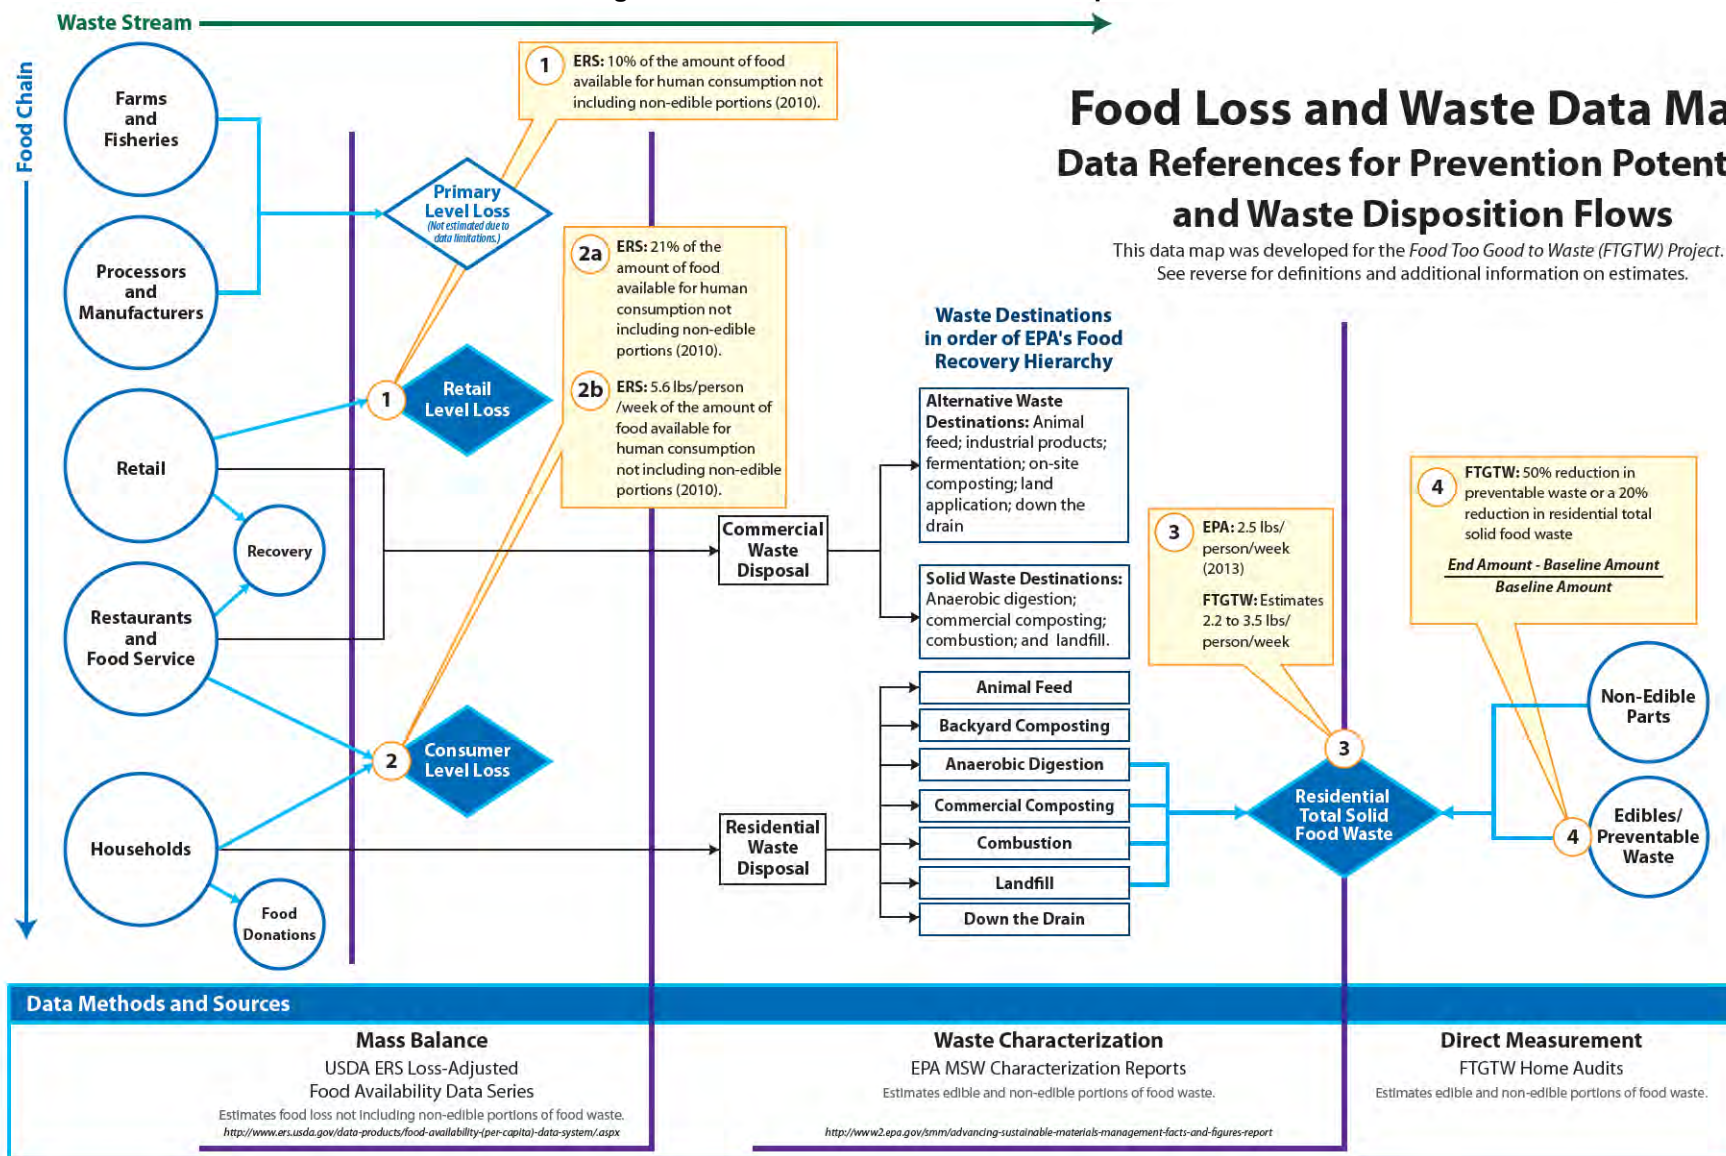 Waste Stream
Food Chain
Farms
and
Fisheries
Processors
and
Manufacturers
Retail
Recovery
Restaurants
and
Food Service
Households
Food
Donations
1
ERS: 10% of the amount of food
available for human consumption not
including non-edible portions (2010).
Primary
Level Loss
(Not estimated due to
data limitations.)
1
Retail
Level Loss
2a
ERS: 21% of the
amount of food
available for human
consumption not
including non-edible
portions (2010).
2b
ERS: 5.6 lbs/person
/week of the amount of
food available for
human consumption
not including non-edible
portions (2010).
2
Consumer
Level Loss
Commercial
Waste
Disposal
Residential
Waste
Disposal
Food Loss and Waste Data Ma
Data References for Prevention Potent
and Waste Disposition Flows
This data map was developed for the Food Too Good to Waste (FTGTW) Project.
See reverse for definitions and additional information on estimates.
Waste Destinations
in order of EPA's Food
Recovery Hierarchy
Alternative Waste
Destinations: Animal
feed; industrial products;
fermentation; on-site
composting; land
application; down the
drain
Solid Waste Destinations:
Anaerobic digestion;
commercial composting;
combustion; and landfill.
Animal Feed
Backyard Composting
Anaerobic Digestion
Commercial Composting
Combustion
Landfill
Down the Drain
3
EPA: 2.5 lbs/
person/week
(2013)
FTGTW: Estimates
2.2 to 3.5 lbs/
person/week
3
Residential
Total Solid
Food Waste
4
FTGTW: 50% reduction in
preventable waste or a 20%
reduction in residential total
solid food waste
End Amount - Baseline Amount
Baseline Amount
Non-Edible
Parts
4
Edibles/
Preventable
Waste
Data Methods and Sources
Mass Balance
USDA ERS Loss-Adjusted
Food Availability Data Series
Estimates food loss not including non-edible portions of food waste.
http://www.ers.usda.gov/data-products/food-availability-(per-capita)-data-system/.aspx
Waste Characterization
EPA MSW Characterization Reports
Estimates edible and non-edible portions of food waste.
http://www2.epa.gov/smm/advancing-sustainable-materials-management-facts-and-figures-report
Direct Measurement
FTGTW Home Audits
Estimates edible and non-edible portions of food waste.